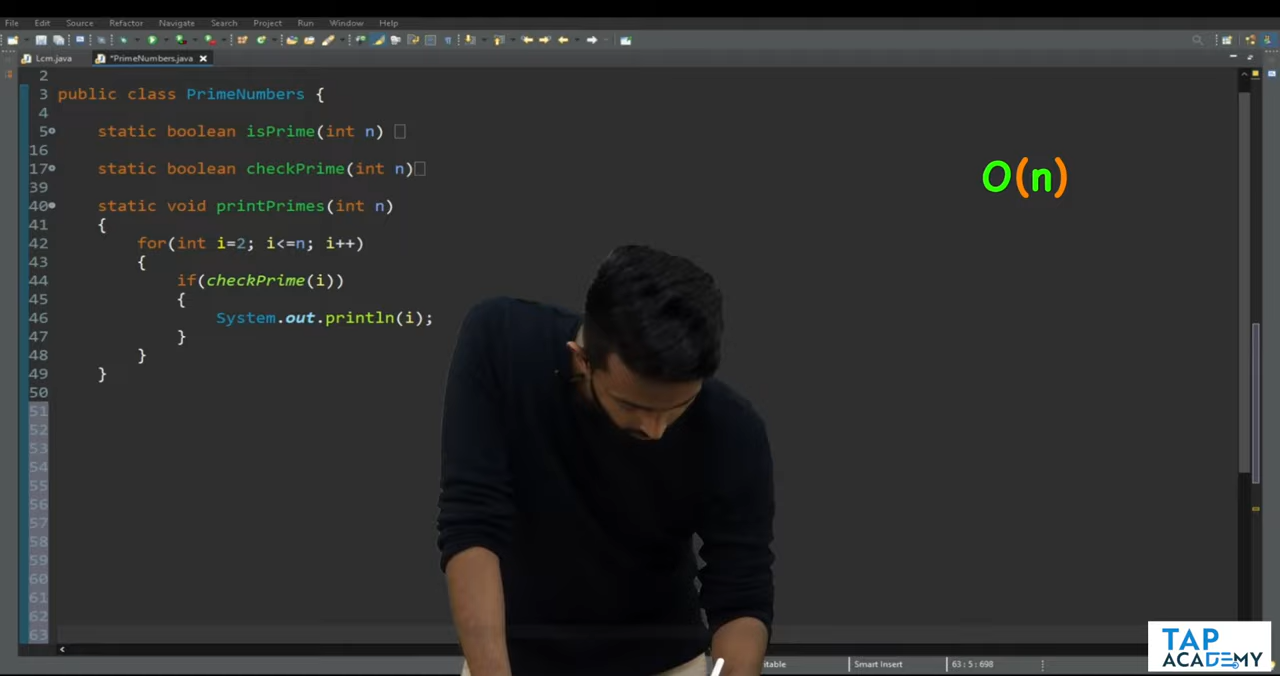 File Edit Source Refactor Navigate Search Project Run Window Help
Lcm.java *PrimeNumbers.java
2
3 public class PrimeNumbers {
4
5 static boolean isPrime(int n)
16
17 static boolean checkPrime(int n)
39
40 static void printPrimes(int n)
41 {
42 for(int i=2; i<=n; i++)
43 {
44 if(checkPrime(i))
45 {
46 System.out.println(i);
47 }
48 }
49 }
50
51
52
53
54
55
56
57
58
59
60
61
62
63
O(n)
itable Smart Insert 63:5:698
TAP
ACADEMY